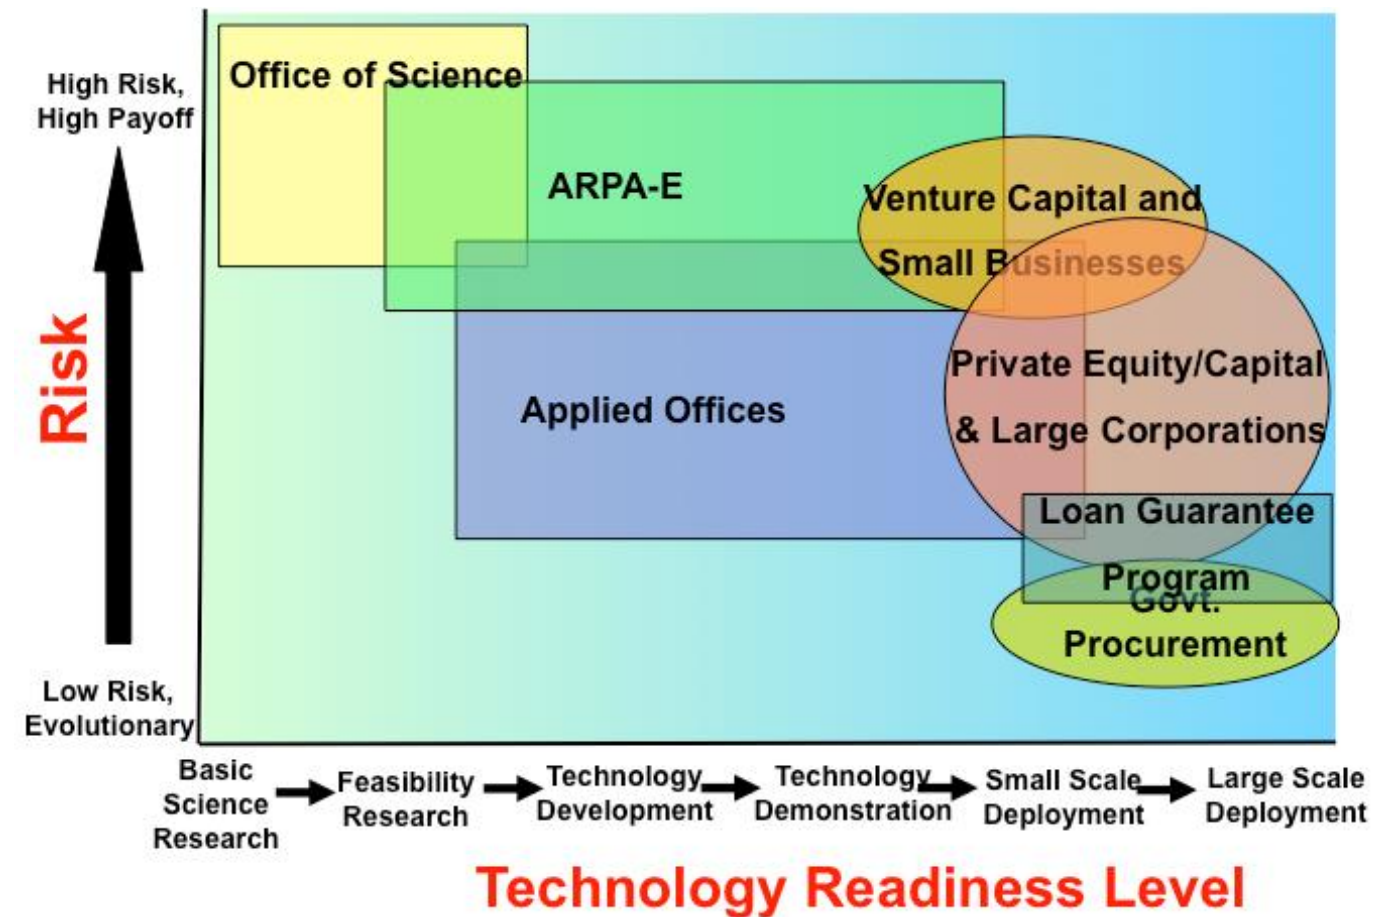 Office of Science
High Risk,
High Payoff
ARPA-E
Venture Capital and
Small Businesses
Risk
Private Equity/Capital
& Large Corporations
Applied Offices
Loan Guarantee
Program
Govt.
Procurement
Low Risk,
Evolutionary
Basic
Science
Research
Feasibility
Research
Technology
Development
Technology
Demonstration
Small Scale
Deployment
Large Scale
Deployment
Technology Readiness Level